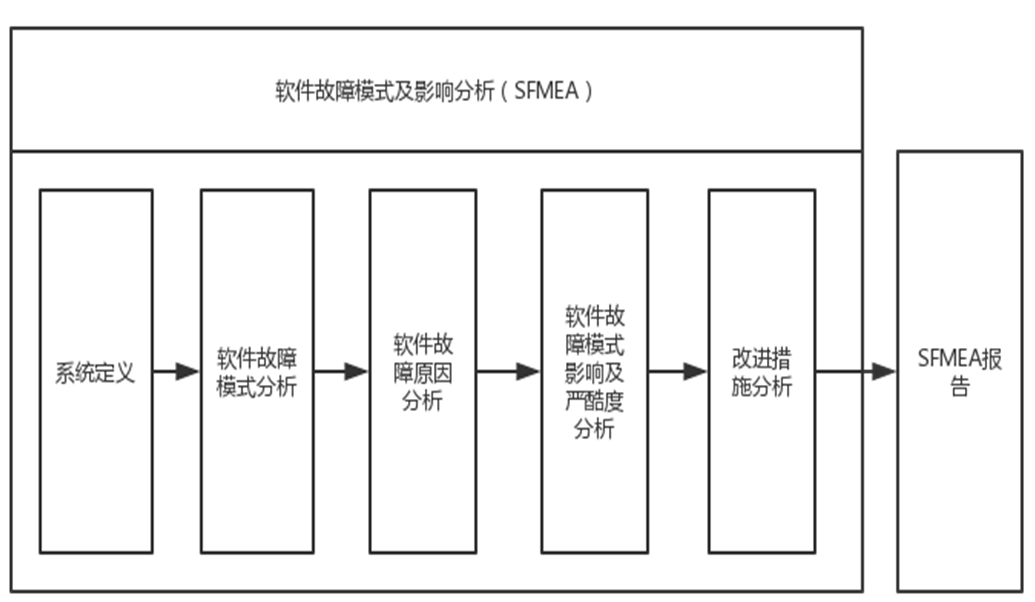 软件故障模式及影响分析（SFMEA）
系统定义
软件故障
模式分析
软件故
障原因
分析
软件故
障模式
影响及
严酷度
分析
改进措
施分析
SFMEA报
告